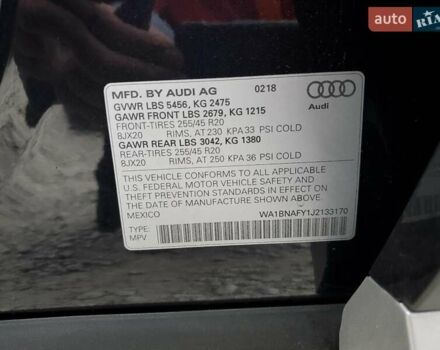 auto
RIA
MFD. BY AUDI AG 0218
GVWR LBS 5456, KG 2475
GAWR FRONT LBS 2679, KG 1215
FRONT-TIRES 255/45 R20
8JX20 RIMS, AT 230 KPA 33 PSI COLD
GAWR REAR LBS 3042, KG 1380
REAR-TIRES 255/45 R20
8JX20 RIMS, AT 250 KPA 36 PSI COLD
Audi
THIS VEHICLE CONFORMS TO ALL APPLICABLE
U.S. FEDERAL MOTOR VEHICLE SAFETY AND
THEFT PREVENTION STANDARDS IN EFFECT
ON THE DATE OF MANUFACTURE SHOWN ABOVE.
MEXICO WA1BNAFY1J2133170
TYPE:
MPV